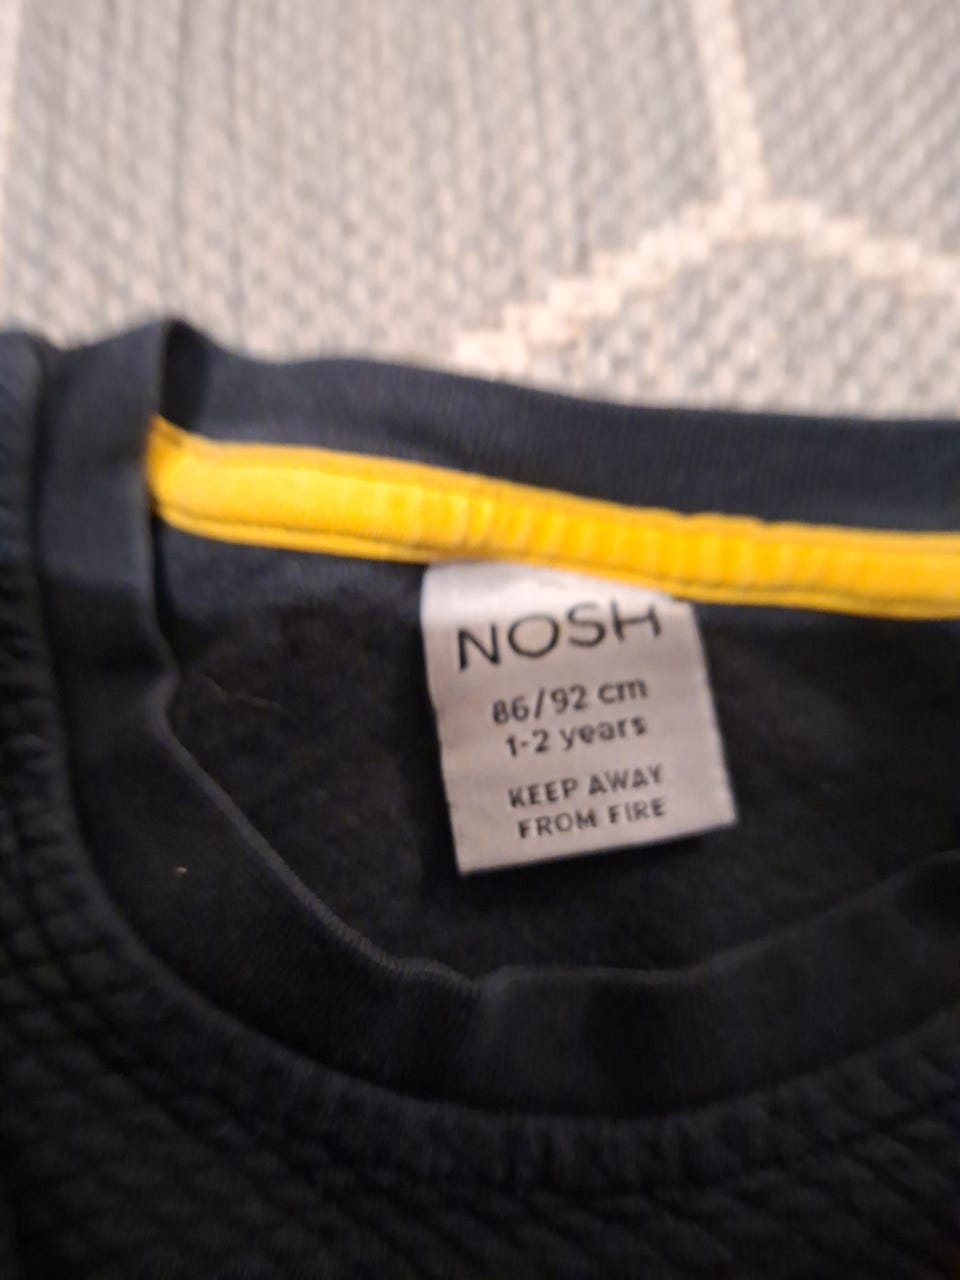 NOSH
86/92 cm
1-2 years
KEEP AWAY
FROM FIRE